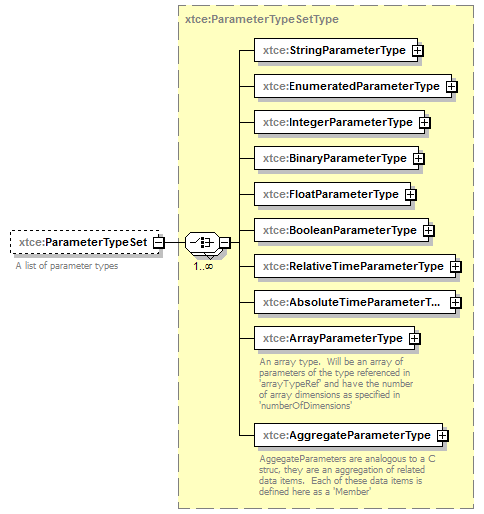 xtce:ParameterTypeSetType
xtce:StringParameterType
xtce:EnumeratedParameterType
xtce:IntegerParameterType
xtce:BinaryParameterType
xtce:FloatParameterType
xtce:ParameterTypeSet
A list of parameter types
1..∞
xtce:BooleanParameterType
xtce:RelativeTimeParameterType
xtce:AbsoluteTimeParameterT...
xtce:ArrayParameterType
An array type. Will be an array of
parameters of the type referenced in
'arrayTypeRef' and have the number
of array dimensions as specified in
'numberOfDimensions'
xtce:AggregateParameterType
AggegateParameters are analogous to a C
struc, they are an aggregation of related
data items. Each of these data items is
defined here as a 'Member'